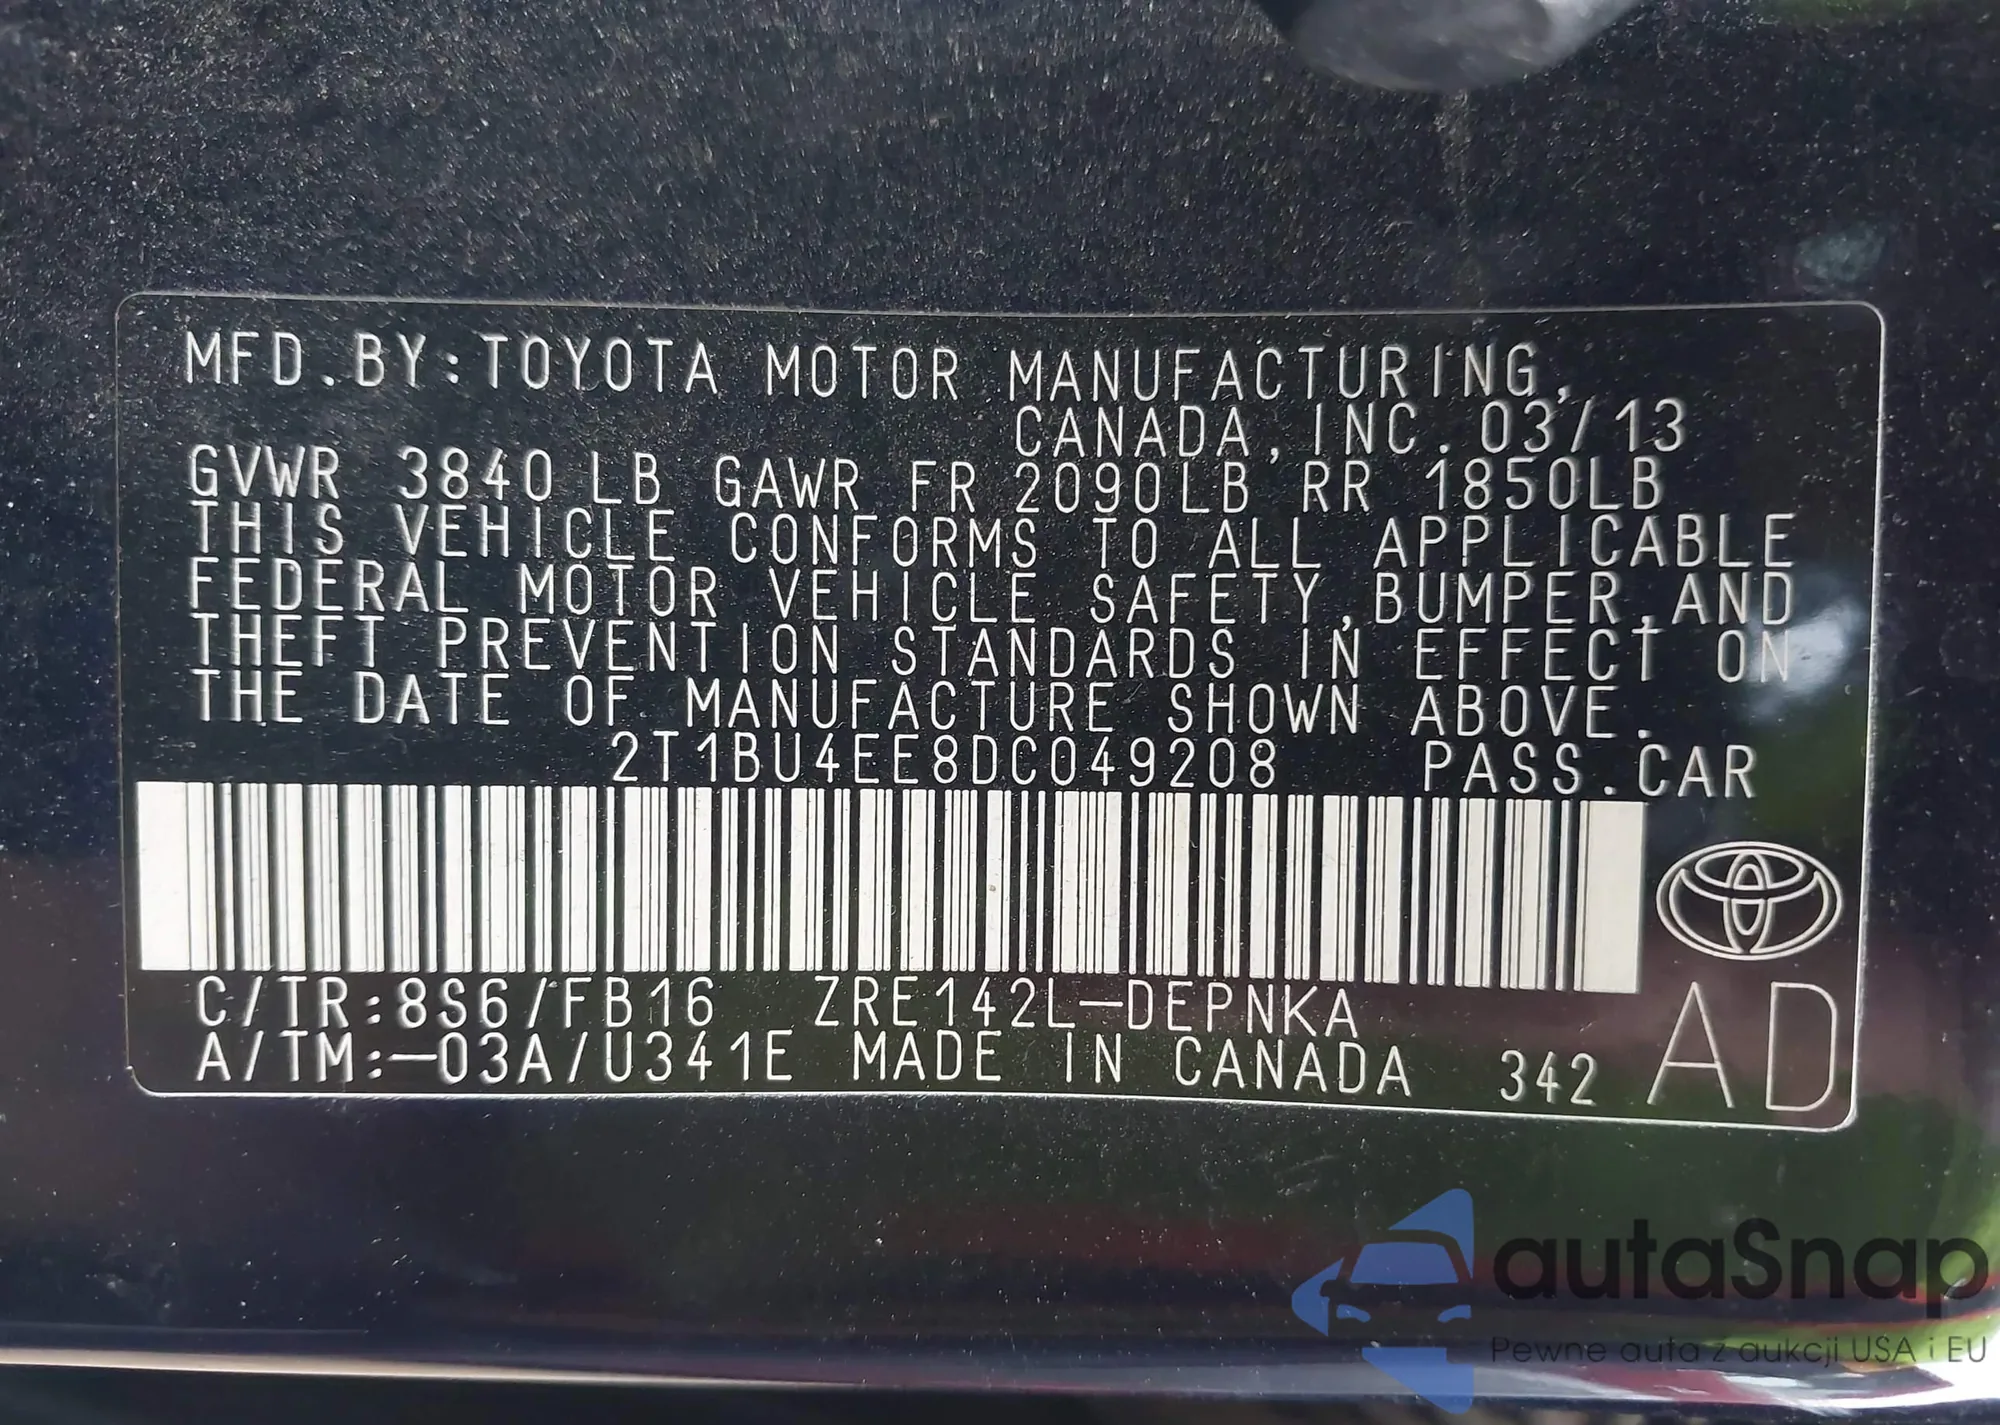 MFD.BY:TOYOTA MOTOR MANUFACTURING,
CANADA,INC.03/13
GVWR 3840LB GAWR FR 2090LB RR 1850LB
THIS VEHICLE CONFORMS TO ALL APPLICABLE
FEDERAL MOTOR VEHICLE SAFETY,BUMPER,AND
THEFT PREVENTION STANDARDS IN EFFECT ON
THE DATE OF MANUFACTURE SHOWN ABOVE.
2T1BU4EE8DC049208 PASS.CAR
C/TR:8S6/FB16 ZRE142L-DEPNKA
A/TM:-03A/U341E MADE IN CANADA 342 AD
autaSnap
Pewne auta z aukcji USA i EU